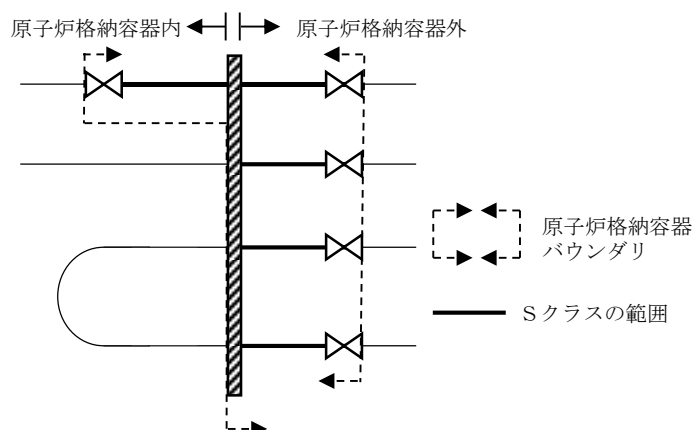 原子炉格納容器内
原子炉格納容器外
原子炉格納容器
バウンダリ
Ｓクラスの範囲